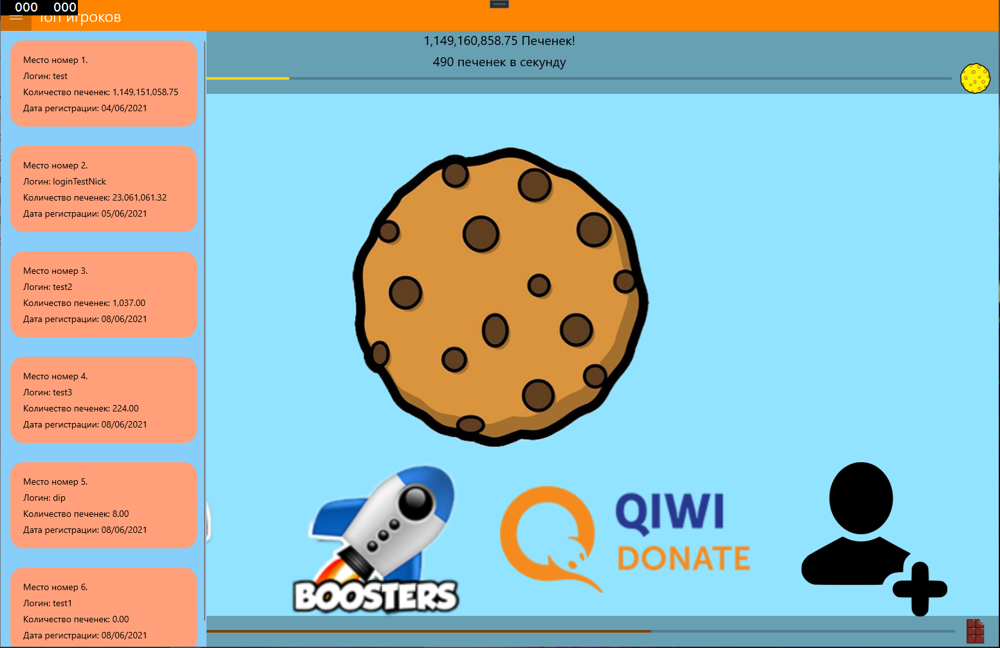 000 000
Топ игроков
1,149,160,858.75 Печенек!
490 печенек в секунду
Место номер 1.
Логин: test
Количество печенек: 1,149,151,058.75
Дата регистрации: 04/06/2021
Место номер 2.
Логин: loginTestNick
Количество печенек: 23,061,061.32
Дата регистрации: 05/06/2021
Место номер 3.
Логин: test2
Количество печенек: 1,037.00
Дата регистрации: 08/06/2021
Место номер 4.
Логин: test3
Количество печенек: 224.00
Дата регистрации: 08/06/2021
Место номер 5.
Логин: dip
Количество печенек: 8.00
Дата регистрации: 08/06/2021
Место номер 6.
Логин: test1
Количество печенек: 0.00
Дата регистрации: 08/06/2021
BOOSTERS
QIWI
DONATE